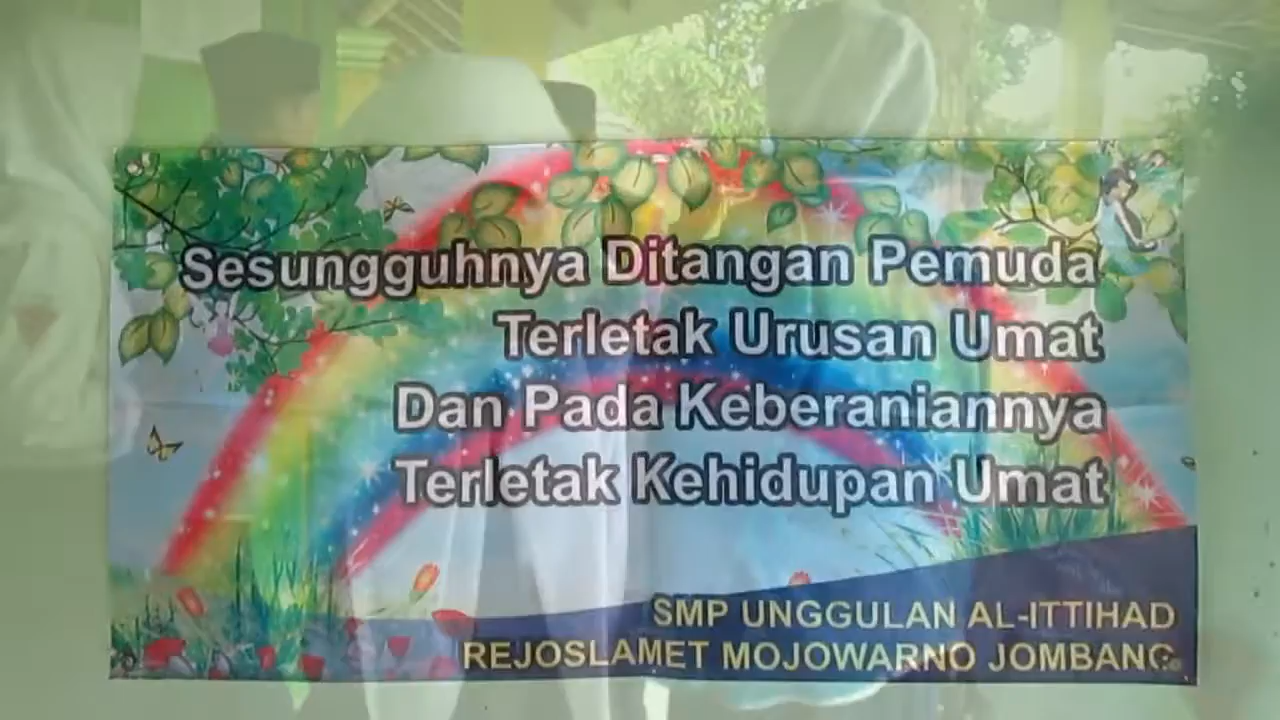 Sesungguhnya Ditangan Pemuda
Terletak Urusan Umat
Dan Pada Keberaniannya
Terletak Kehidupan Umat
SMP UNGGULAN AL-ITTIHAD
REJOSLAMET MOJOWARNO JOMBANG